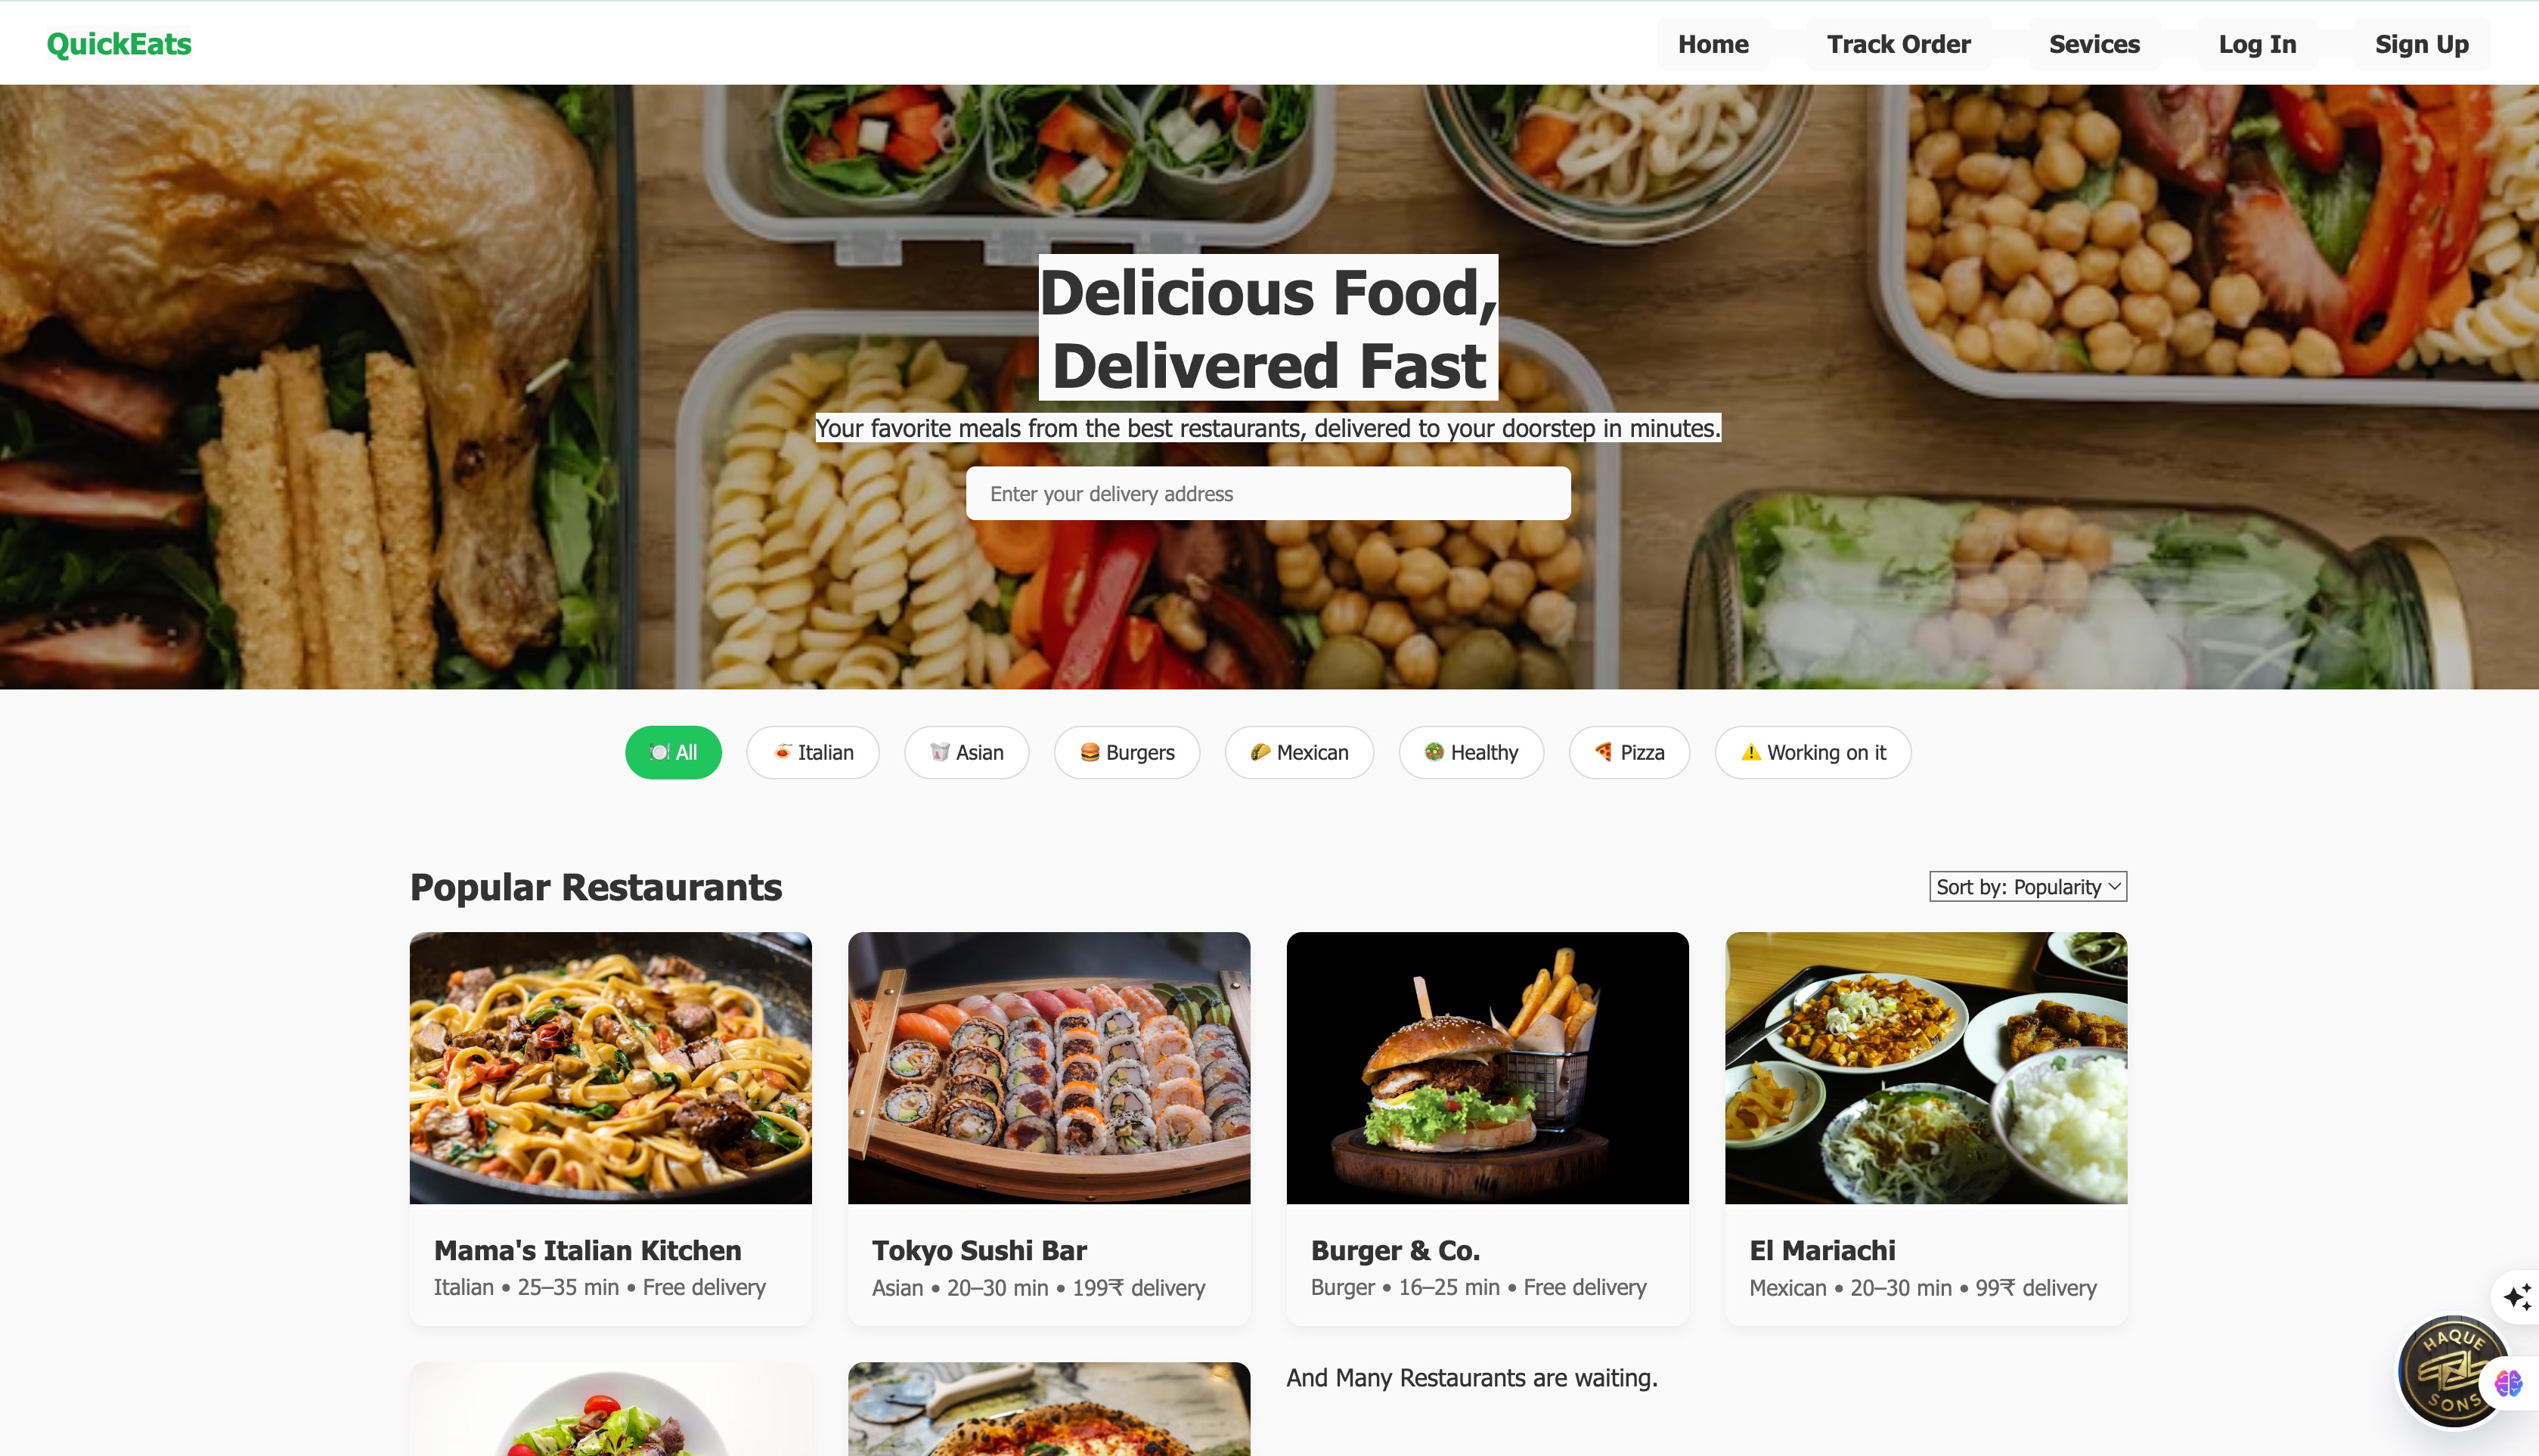 QuickEats
Home
Track Order
Sevices
Log In
Sign Up
Delicious Food,
Delivered Fast
Your favorite meals from the best restaurants, delivered to your doorstep in minutes.
Enter your delivery address
All
Italian
Asian
Burgers
Mexican
Healthy
Pizza
Working on it
Popular Restaurants
Sort by: Popularity
Mama's Italian Kitchen
Italian • 25–35 min • Free delivery
Tokyo Sushi Bar
Asian • 20–30 min • 199₹ delivery
Burger & Co.
Burger • 16–25 min • Free delivery
El Mariachi
Mexican • 20–30 min • 99₹ delivery
And Many Restaurants are waiting.
HAQUE
SONS